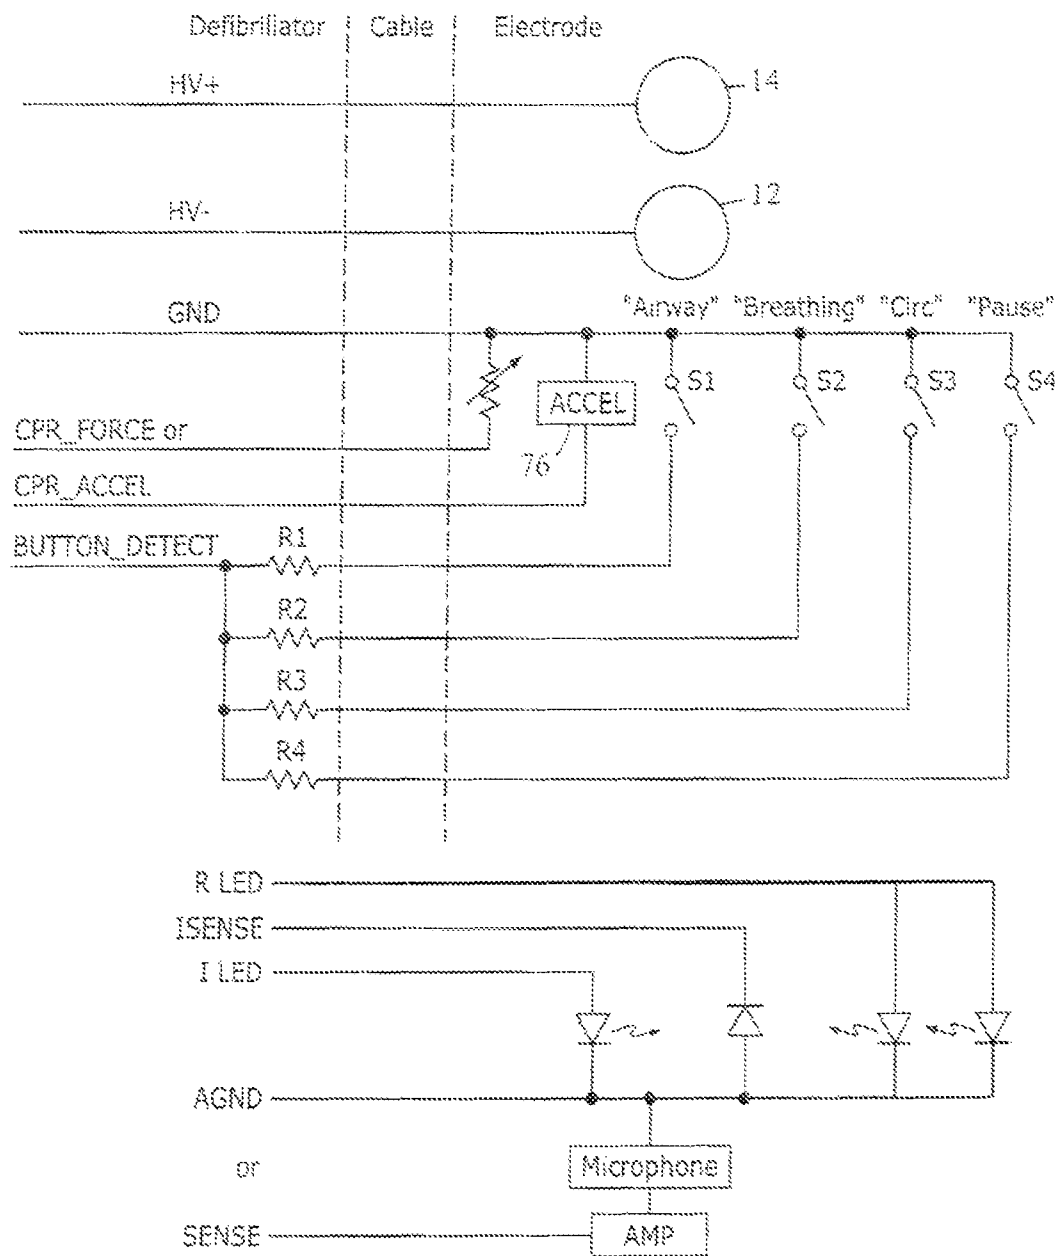 Defibrillator Cable Electrode
HV+
14
HV-
12
GND
"Airway" "Breathing" "Circ" "Pause"
S1 S2 S3 S4
ACCEL
CPR_FORCE or
76
CPR_ACCEL
BUTTON_DETECT
R1
R2
R3
R4
R LED
ISENSE
I LED
AGND
or
Microphone
SENSE
AMP